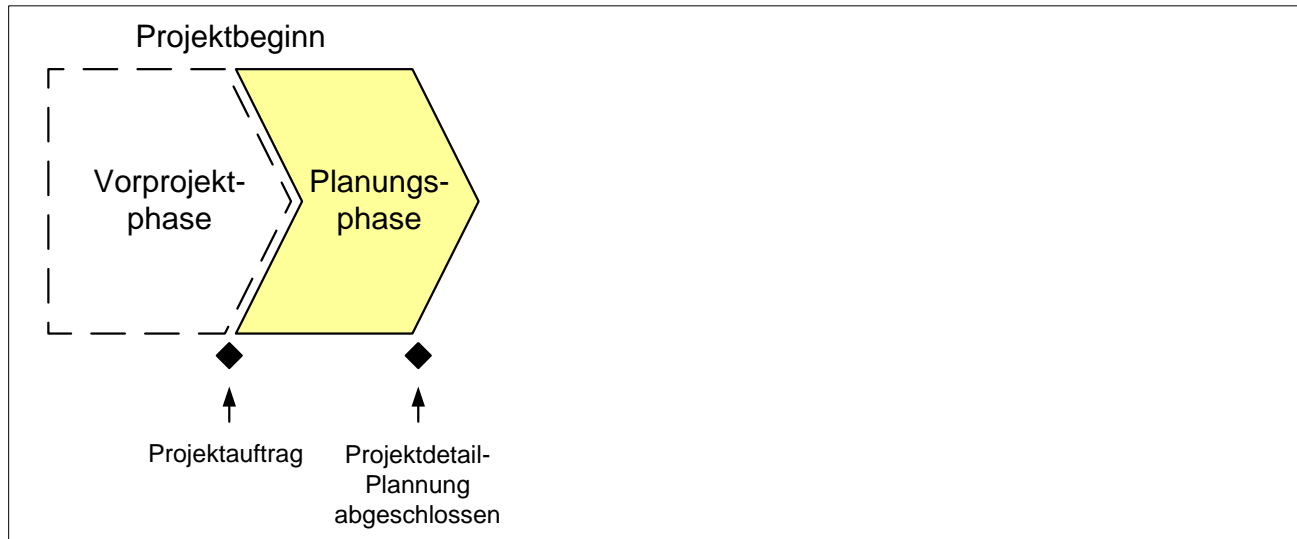 Projektbeginn
Vorprojekt-
phase
Planungs-
phase
Projektauftrag
Projektdetail-
Plannung
abgeschlossen